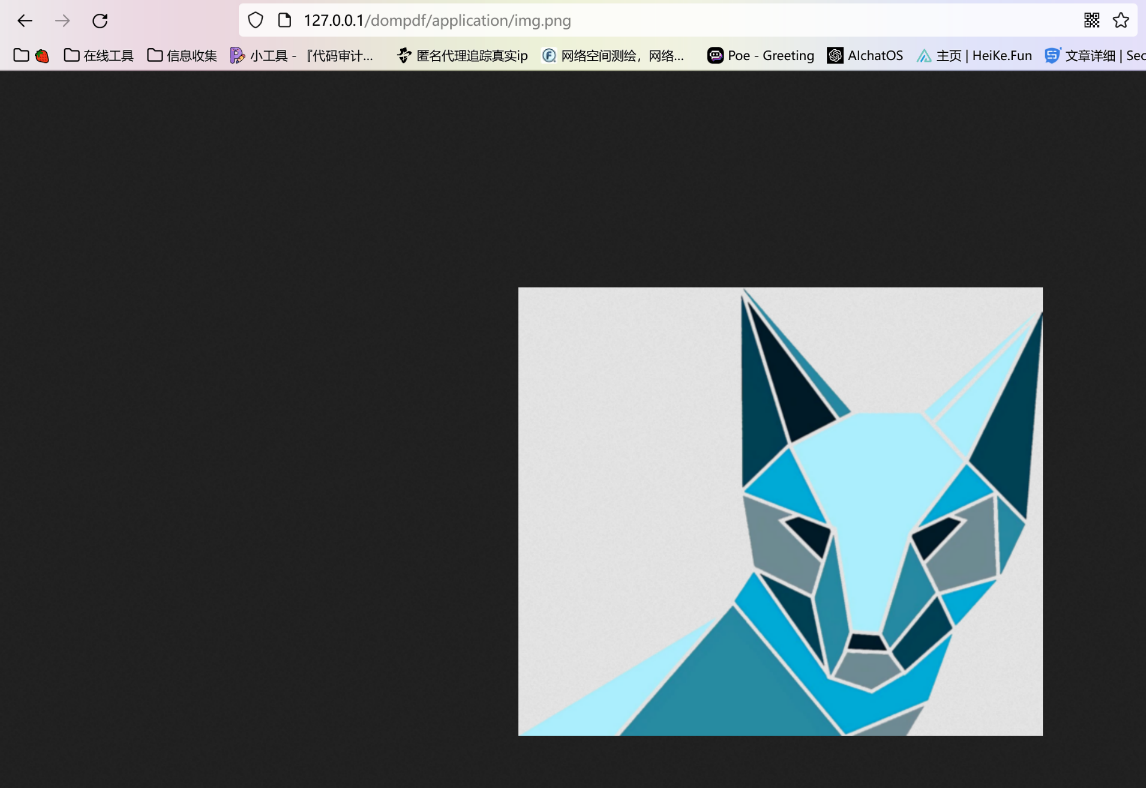 127.0.0.1/dompdf/application/img.png
在线工具 信息收集 小工具 - 『代码审计... 匿名代理追踪真实ip 网络空间测绘，网络... Poe - Greeting AIchatOS 主页 | HeiKe.Fun 文章详细 | Sec